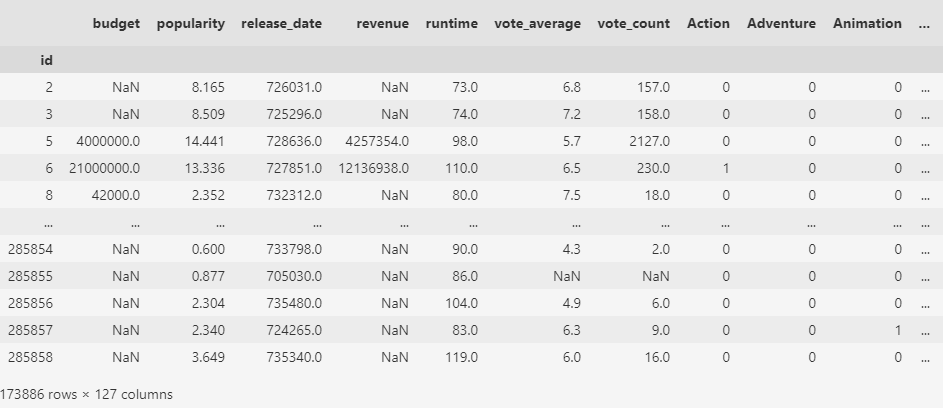 budget popularity release_date revenue runtime vote_average vote_count Action Adventure Animation ...
id
2 NaN 8.165 726031.0 NaN 73.0 6.8 157.0 0 0 0 ...
3 NaN 8.509 725296.0 NaN 74.0 7.2 158.0 0 0 0 ...
5 4000000.0 14.441 728636.0 4257354.0 98.0 5.7 2127.0 0 0 0 ...
6 21000000.0 13.336 727851.0 12136938.0 110.0 6.5 230.0 1 0 0 ...
8 42000.0 2.352 732312.0 NaN 80.0 7.5 18.0 0 0 0 ...
... ... ... ... ... ... ... ... ... ... ... ...
285854 NaN 0.600 733798.0 NaN 90.0 4.3 2.0 0 0 0 ...
285855 NaN 0.877 705030.0 NaN 86.0 NaN NaN 0 0 0 ...
285856 NaN 2.304 735480.0 NaN 104.0 4.9 6.0 0 0 0 ...
285857 NaN 2.340 724265.0 NaN 83.0 6.3 9.0 0 0 1 ...
285858 NaN 3.649 735340.0 NaN 119.0 6.0 16.0 0 0 0 ...
173886 rows × 127 columns